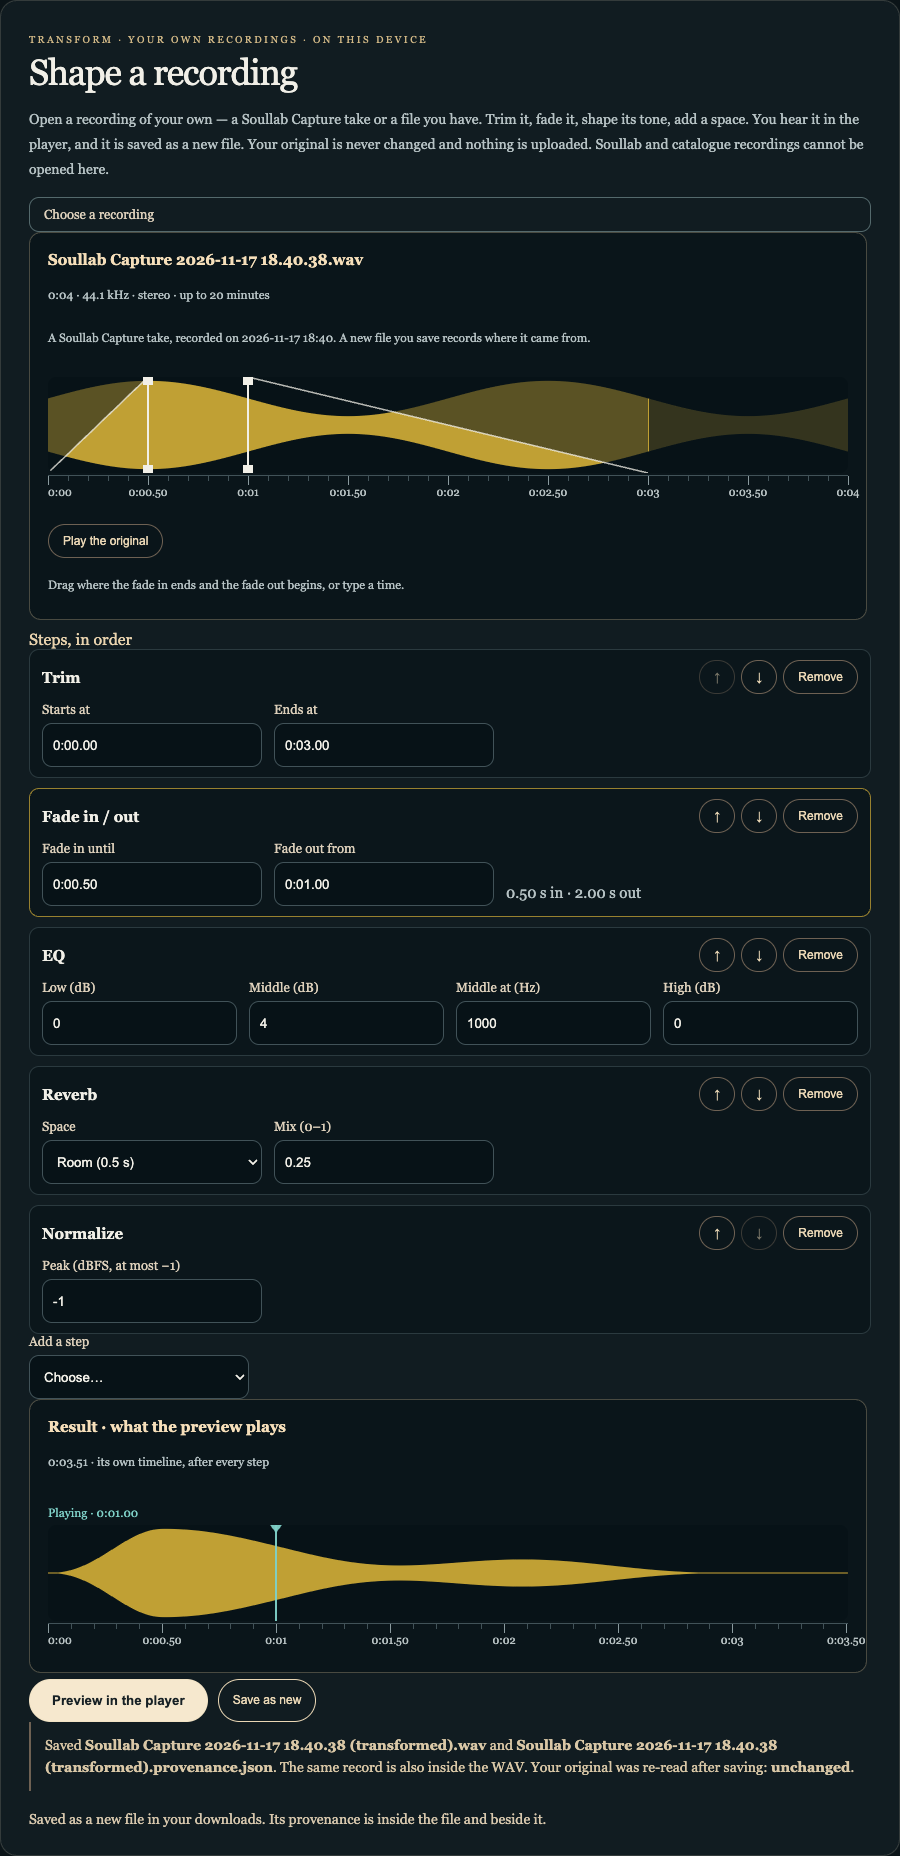 TRANSFORM · YOUR OWN RECORDINGS · ON THIS DEVICE
Shape a recording
Open a recording of your own — a Soullab Capture take or a file you have. Trim it, fade it, shape its tone, add a space. You hear it in the
player, and it is saved as a new file. Your original is never changed and nothing is uploaded. Soullab and catalogue recordings cannot be
opened here.
Choose a recording
Soullab Capture 2026-11-17 18.40.38.wav
0:04 · 44.1 kHz · stereo · up to 20 minutes
A Soullab Capture take, recorded on 2026-11-17 18:40. A new file you save records where it came from.
0:00 0:00.50 0:01 0:01.50 0:02 0:02.50 0:03 0:03.50 0:04
Play the original
Drag where the fade in ends and the fade out begins, or type a time.
Steps, in order
Trim ↑ ↓ Remove
Starts at Ends at
0:00.00 0:03.00
Fade in / out ↑ ↓ Remove
Fade in until Fade out from
0:00.50 0:01.00 0.50 s in · 2.00 s out
EQ ↑ ↓ Remove
Low (dB) Middle (dB) Middle at (Hz) High (dB)
0 4 1000 0
Reverb ↑ ↓ Remove
Space Mix (0–1)
Room (0.5 s) 0.25
Normalize ↑ ↓ Remove
Peak (dBFS, at most −1)
-1
Add a step
Choose…
Result · what the preview plays
0:03.51 · its own timeline, after every step
Playing · 0:01.00
0:00 0:00.50 0:01 0:01.50 0:02 0:02.50 0:03 0:03.50
Preview in the player Save as new
Saved Soullab Capture 2026-11-17 18.40.38 (transformed).wav and Soullab Capture 2026-11-17 18.40.38
(transformed).provenance.json. The same record is also inside the WAV. Your original was re-read after saving: unchanged.
Saved as a new file in your downloads. Its provenance is inside the file and beside it.